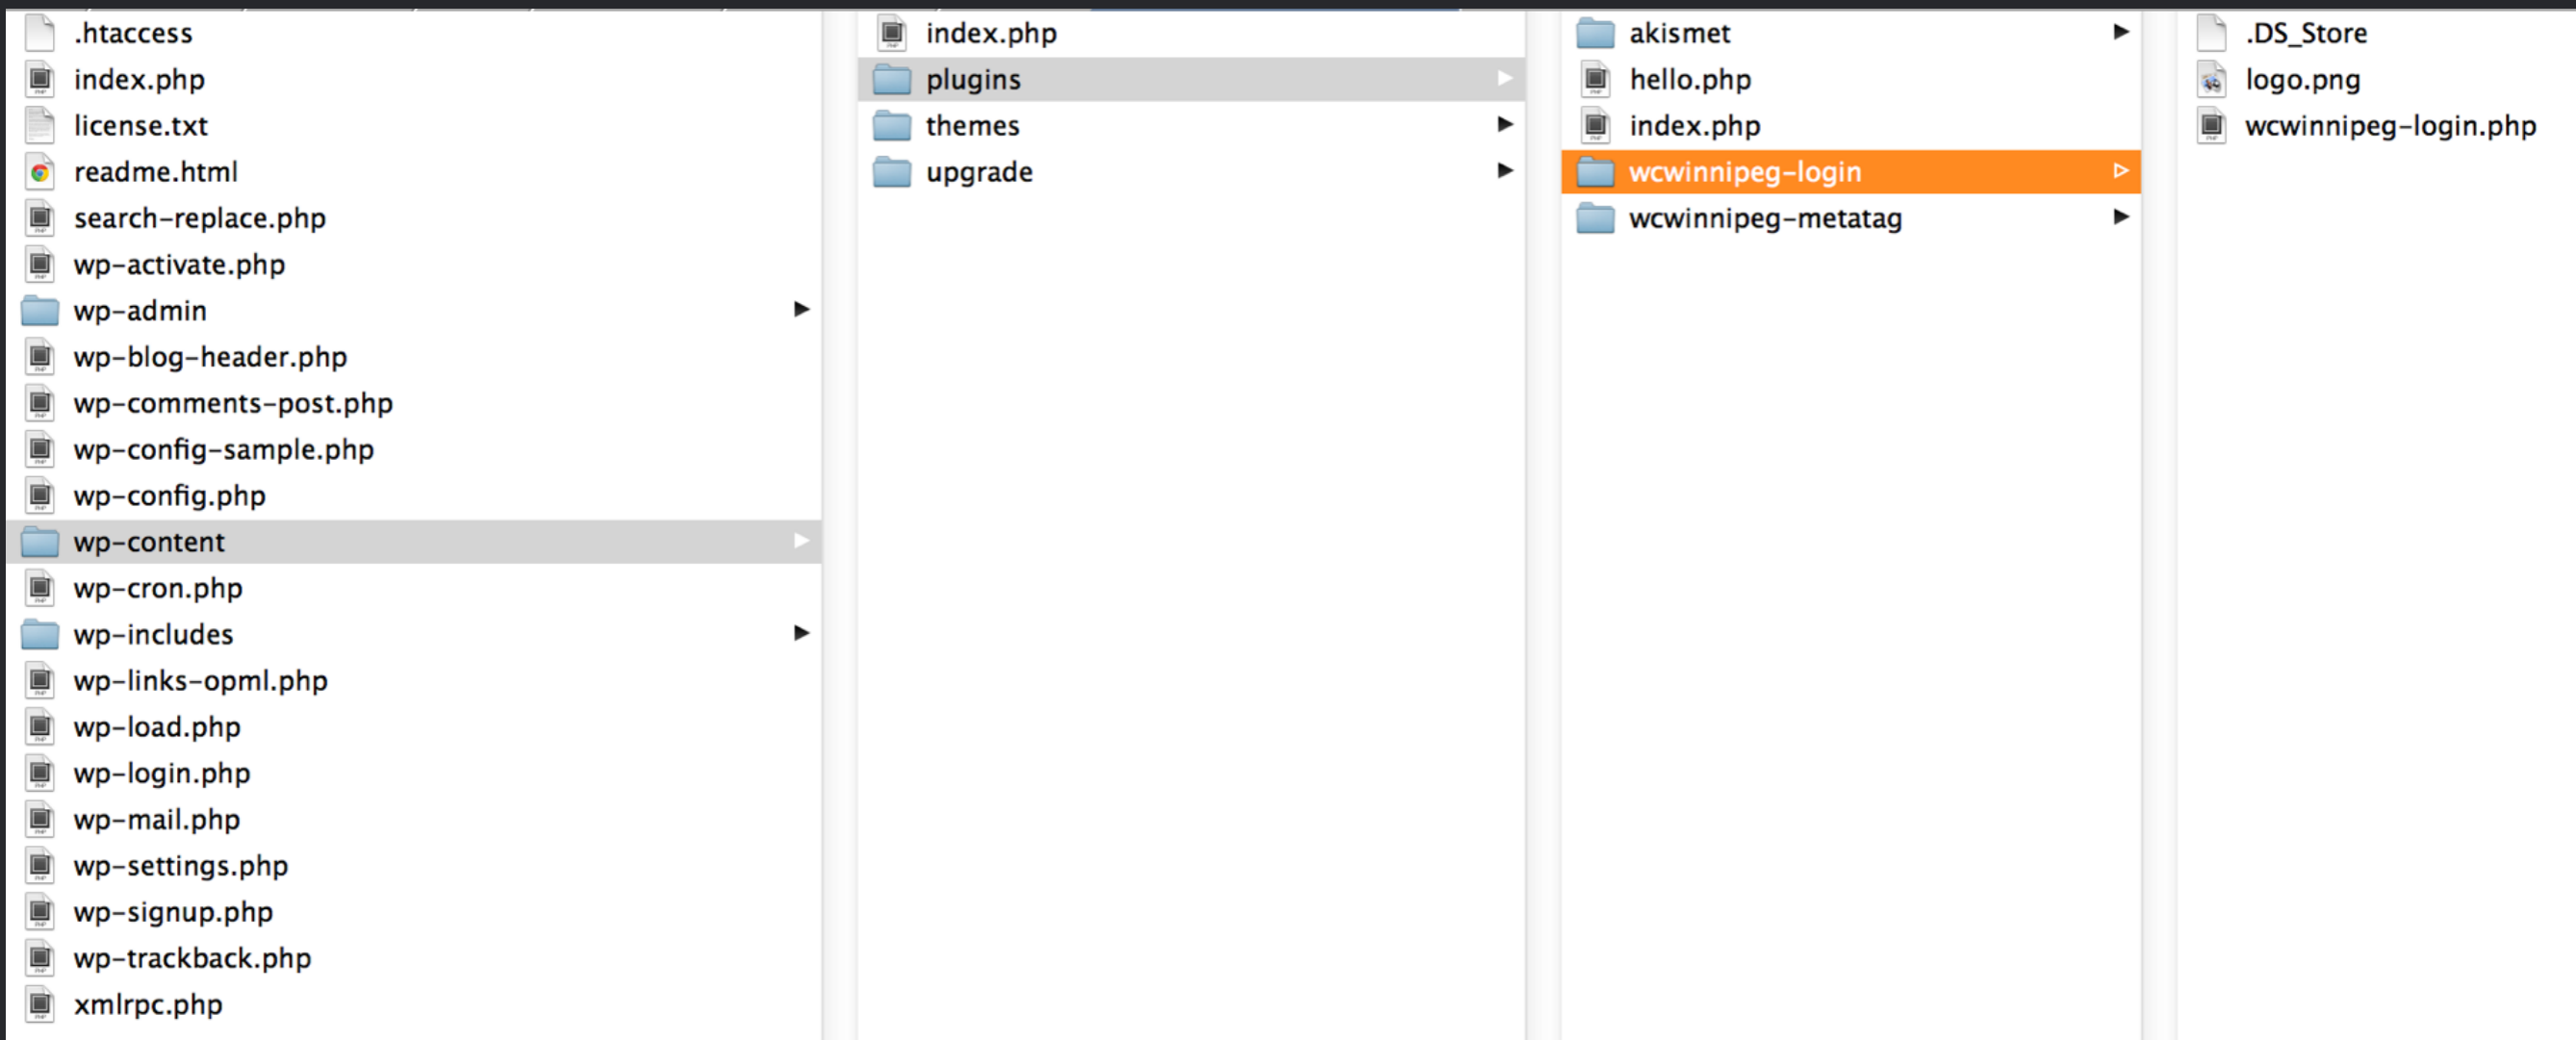 .htaccess
index.php
license.txt
readme.html
search-replace.php
wp-activate.php
wp-admin
wp-blog-header.php
wp-comments-post.php
wp-config-sample.php
wp-config.php
wp-content
wp-cron.php
wp-includes
wp-links-opml.php
wp-load.php
wp-login.php
wp-mail.php
wp-settings.php
wp-signup.php
wp-trackback.php
xmlrpc.php
index.php
plugins
themes
upgrade
akismet
hello.php
index.php
wcwinnipeg-login
wcwinnipeg-metatag
.DS_Store
logo.png
wcwinnipeg-login.php